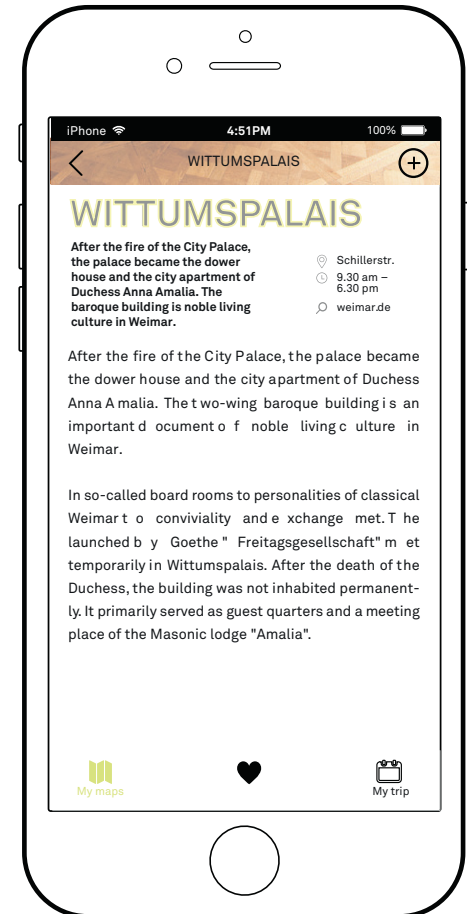 iPhone 4:51PM 100%
WITTUMSPALAIS
WITTUMSPALAIS
After the fire of the City Palace,
the palace became the dower
house and the city apartment of
Duchess Anna Amalia. The
baroque building is noble living
culture in Weimar.
Schillerstr.
9.30 am –
6.30 pm
weimar.de
After the fire of the City Palace, the palace became
the dower house and the city apartment of Duchess
Anna A malia. The t wo-wing baroque building i s an
important d ocument o f noble living c ulture in
Weimar.
In so-called board rooms to personalities of classical
Weimar t o conviviality and e xchange met. T he
launched b y Goethe " Freitagsgesellschaft" m et
temporarily in Wittumspalais. After the death of the
Duchess, the building was not inhabited permanent-
ly. It primarily served as guest quarters and a meeting
place of the Masonic lodge "Amalia".
My maps
My trip